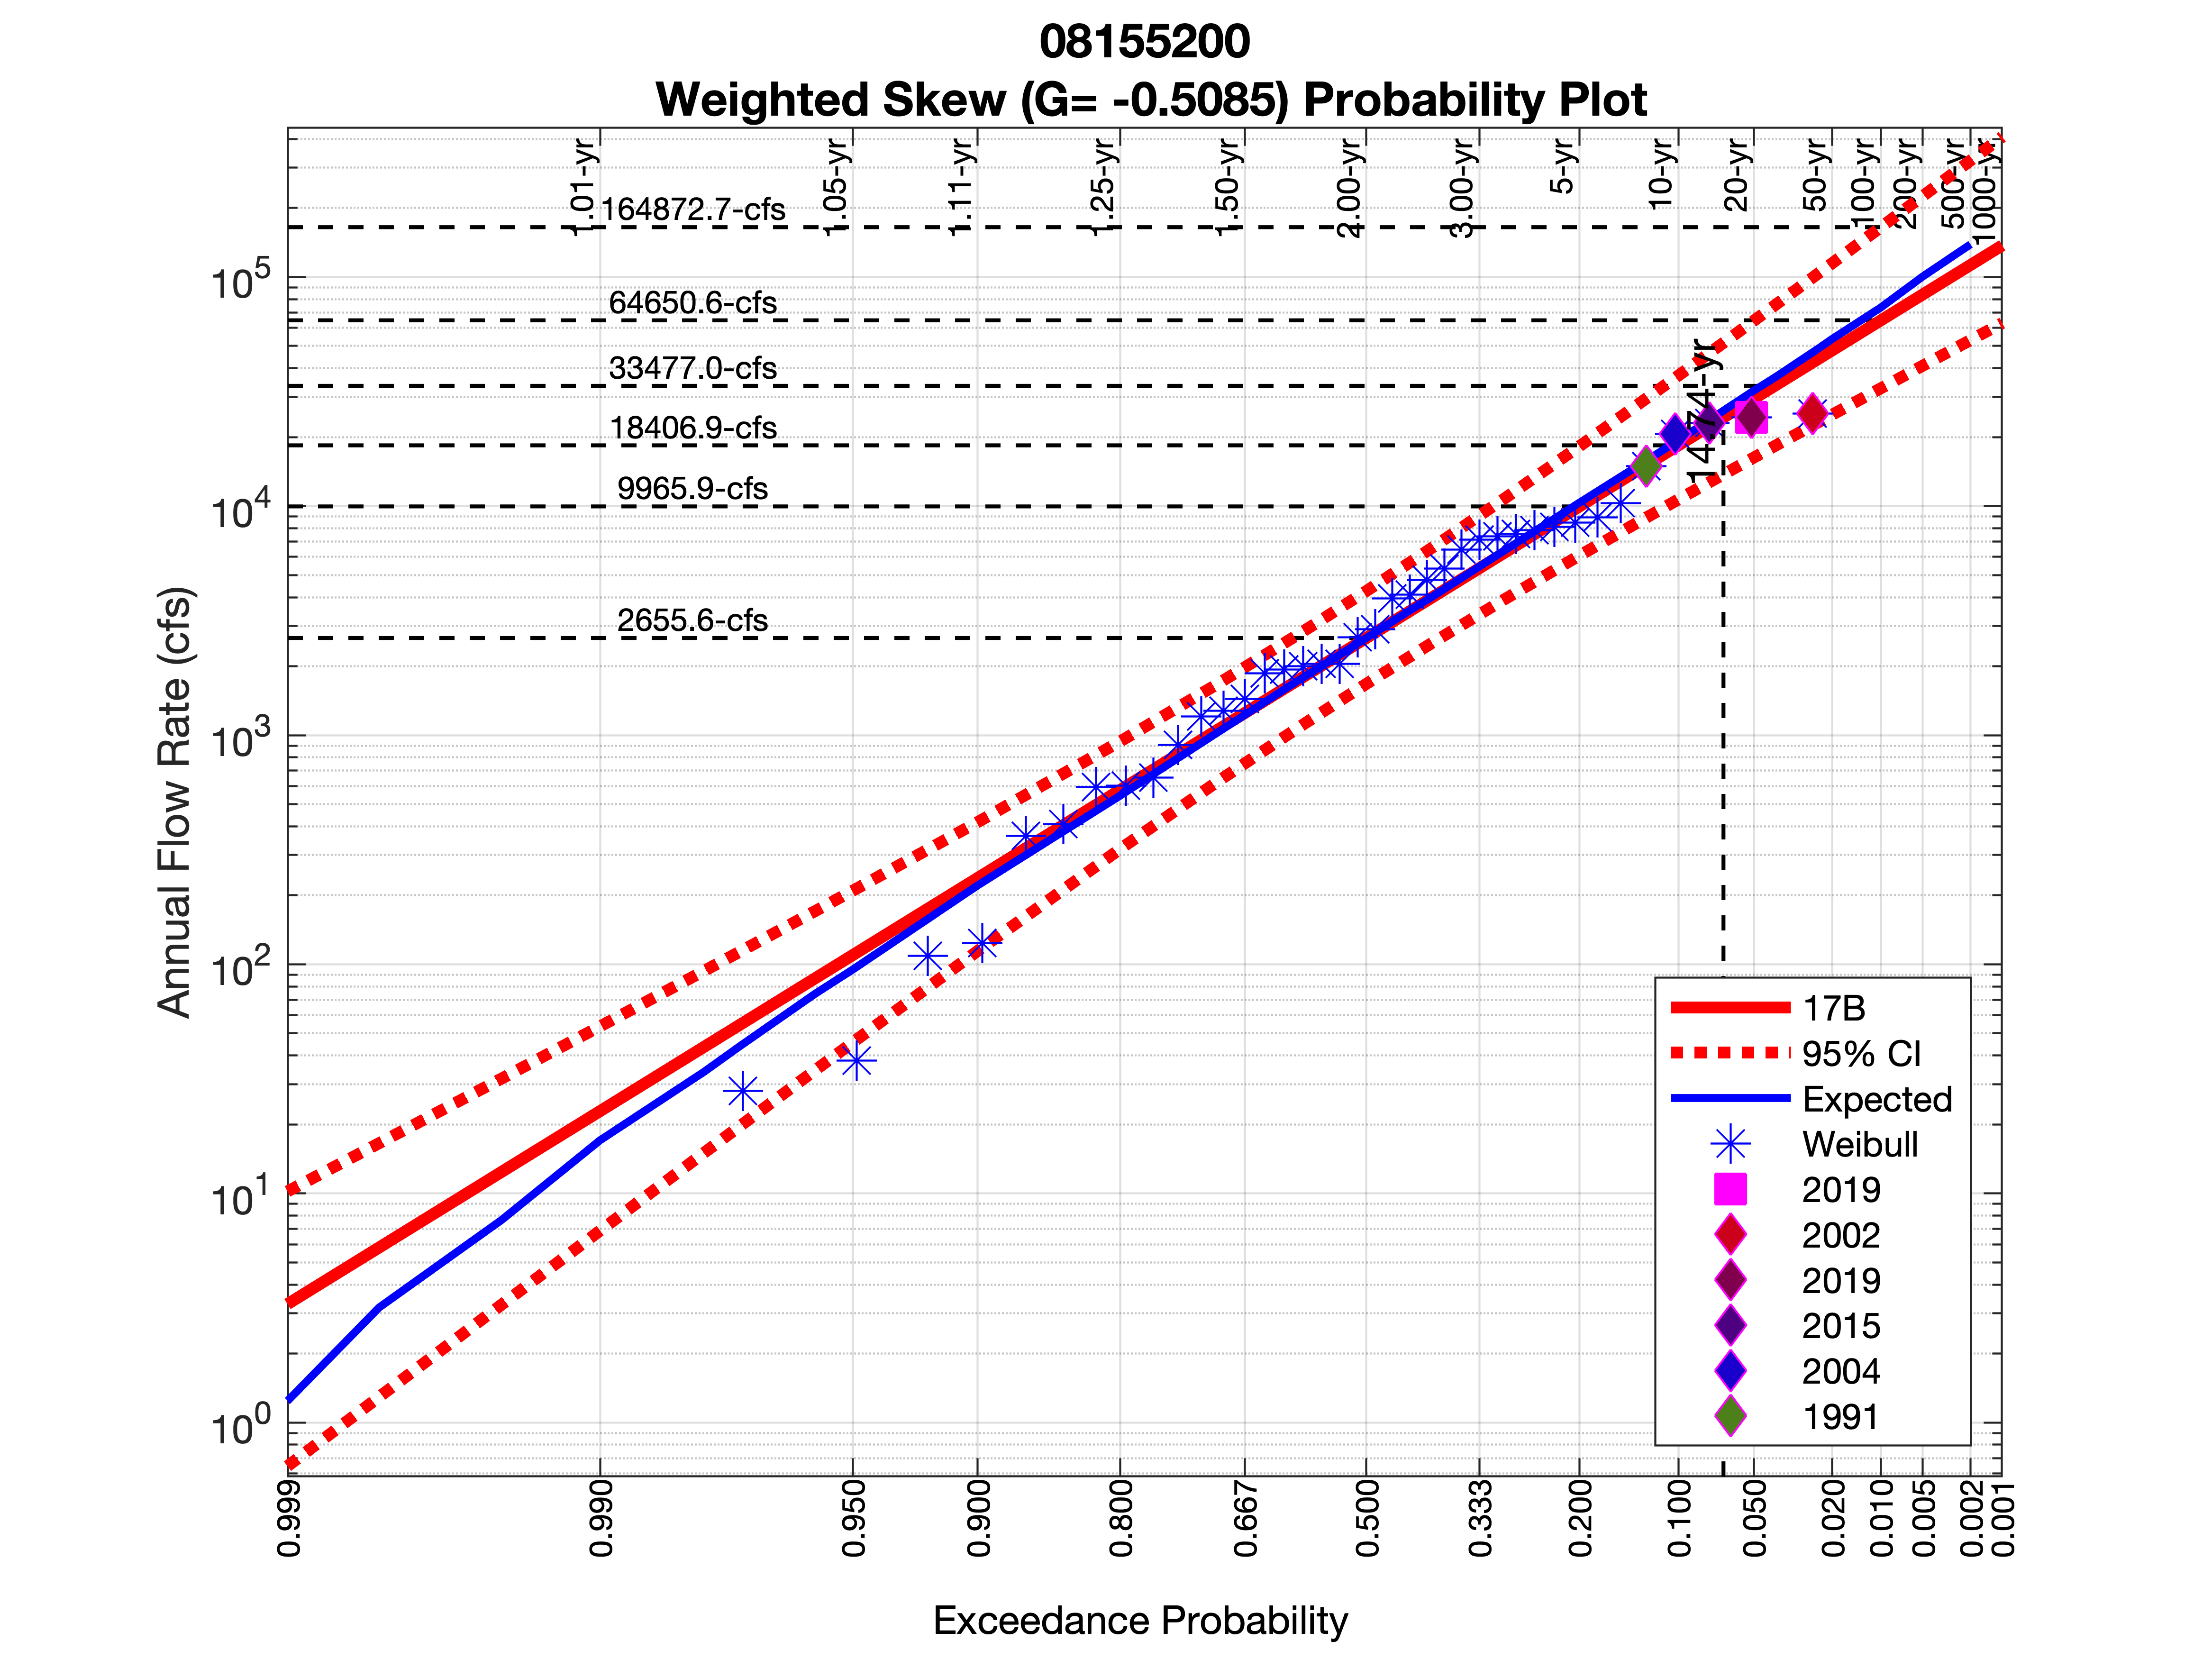 08155200
Weighted Skew (G= -0.5085) Probability Plot
1.01-yr
1.05-yr
1.11-yr
1.25-yr
1.50-yr
2.00-yr
3.00-yr
5-yr
10-yr
20-yr
50-yr
100-yr
200-yr
500-yr
1000-yr
164872.7-cfs
64650.6-cfs
33477.0-cfs
18406.9-cfs
9965.9-cfs
2655.6-cfs
10^5
10^4
10^3
10^2
10^1
10^0
Annual Flow Rate (cfs)
17B
95% CI
Expected
Weibull
2019
2002
2019
2015
2004
1991
0.999
0.990
0.950
0.900
0.800
0.667
0.500
0.333
0.200
0.100
0.050
0.020
0.010
0.005
0.002
0.001
Exceedance Probability